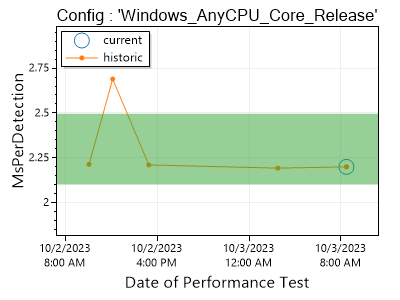 Config : 'Windows_AnyCPU_Core_Release'
current
historic
MsPerDetection
2.75
2.5
2.25
2
10/2/2023
8:00 AM
10/2/2023
4:00 PM
10/3/2023
12:00 AM
10/3/2023
8:00 AM
Date of Performance Test